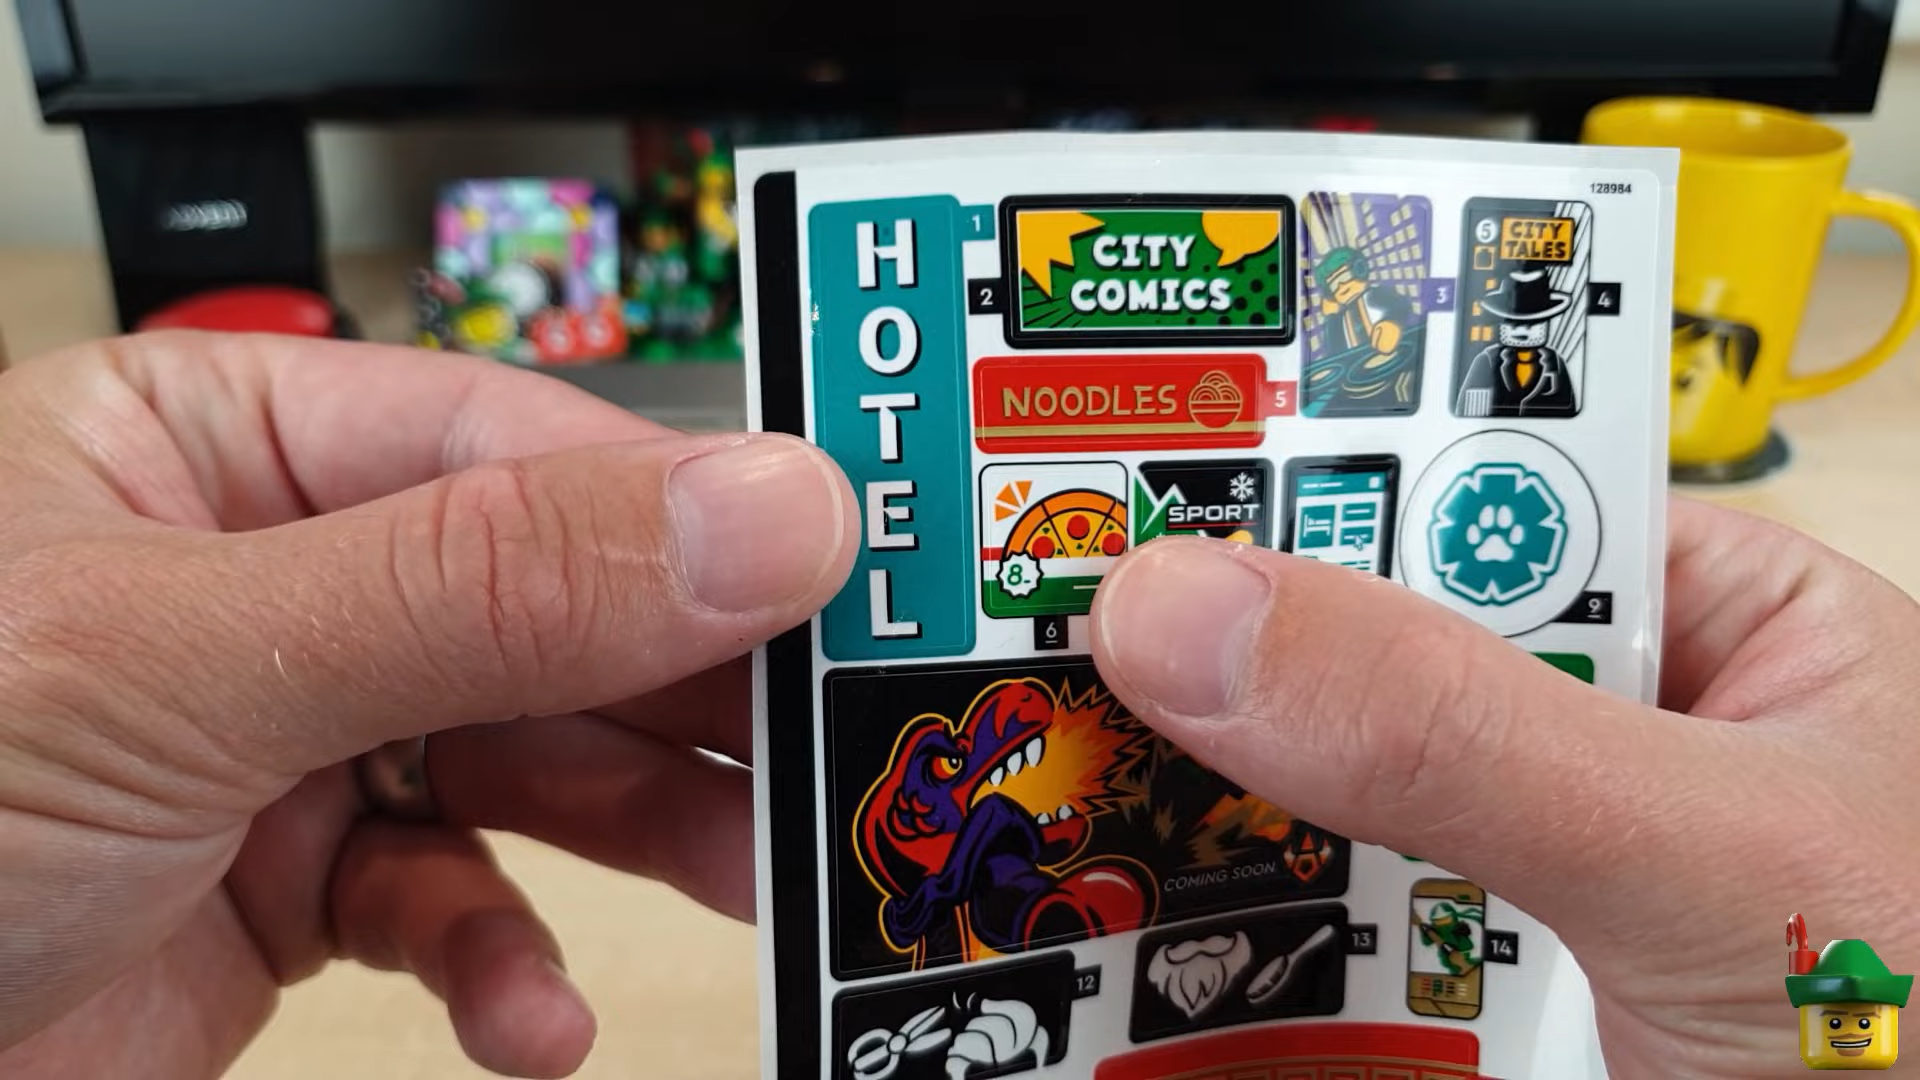 128984
HOTEL
1
2
CITY
COMICS
3
5
CITY
TALES
4
NOODLES
5
8.-
SPORT
6
9
COMING SOON
12
13
14